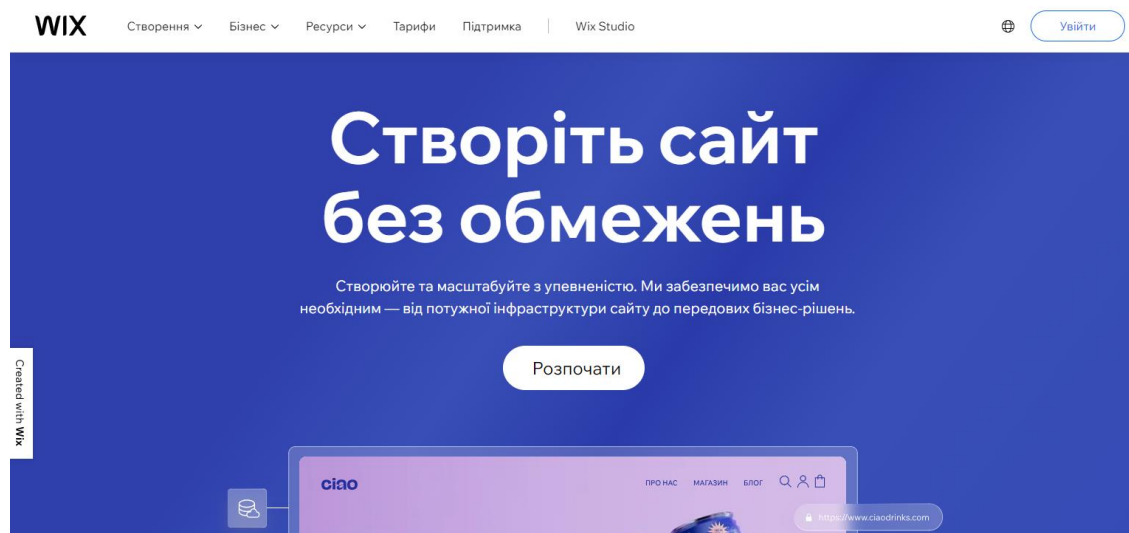 WIX
Створення
Бізнес
Ресурси
Тарифи
Підтримка
Wix Studio
Увійти
Створіть сайт
без обмежень
Створюйте та масштабуйте з упевненістю. Ми забезпечимо вас усім
необхідним — від потужної інфраструктури сайту до передових бізнес-рішень.
Розпочати
Created with Wix
ciao
ПРО НАС
МАГАЗИН
БЛОГ
https://www.ciaodrinks.com